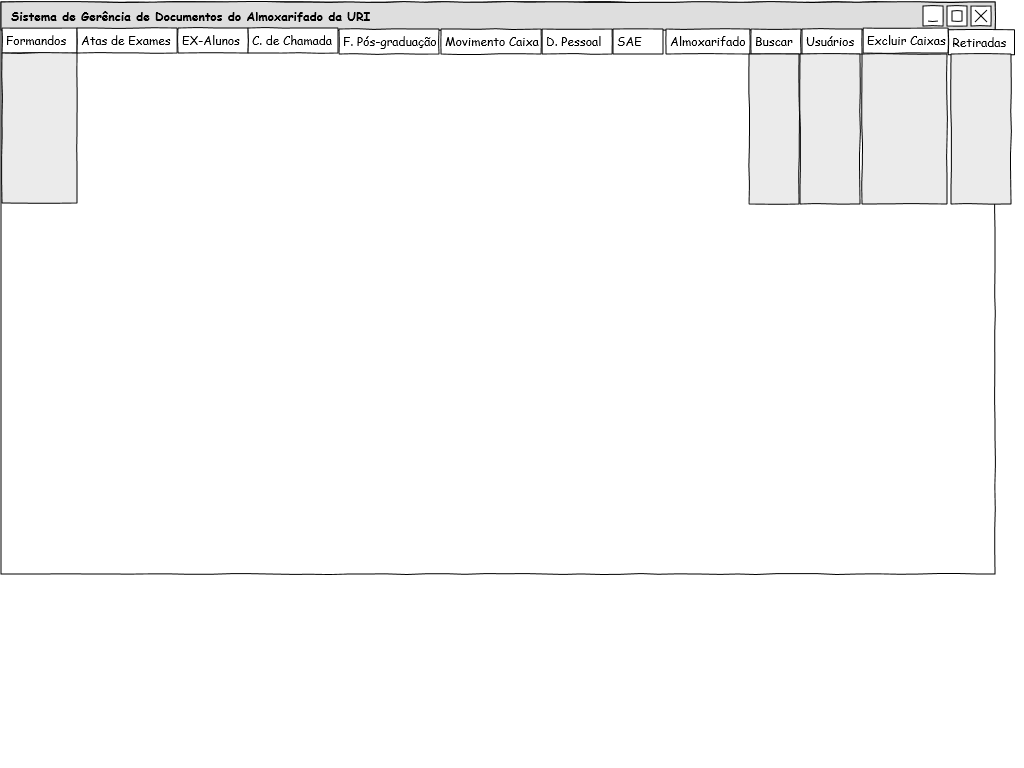 Sistema de Gerência de Documentos do Almoxarifado da URI
Formandos Atas de Exames EX-Alunos C. de Chamada F. Pós-graduação Movimento Caixa D. Pessoal SAE Almoxarifado Buscar Usuários Excluir Caixas Retiradas